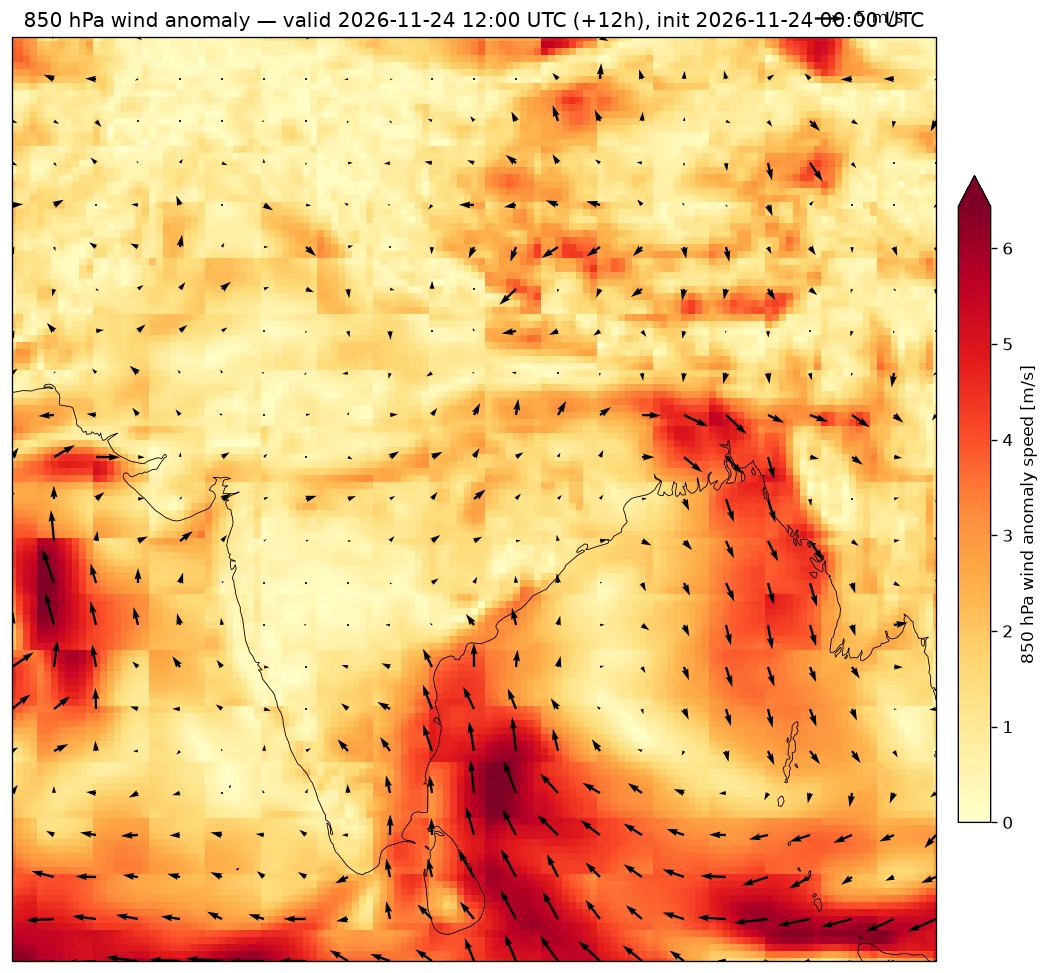 850 hPa wind anomaly — valid 2026-11-24 12:00 UTC (+12h), init 2026-11-24 00:00 UTC
5 m/s
6
5
4
3
2
1
0
850 hPa wind anomaly speed [m/s]